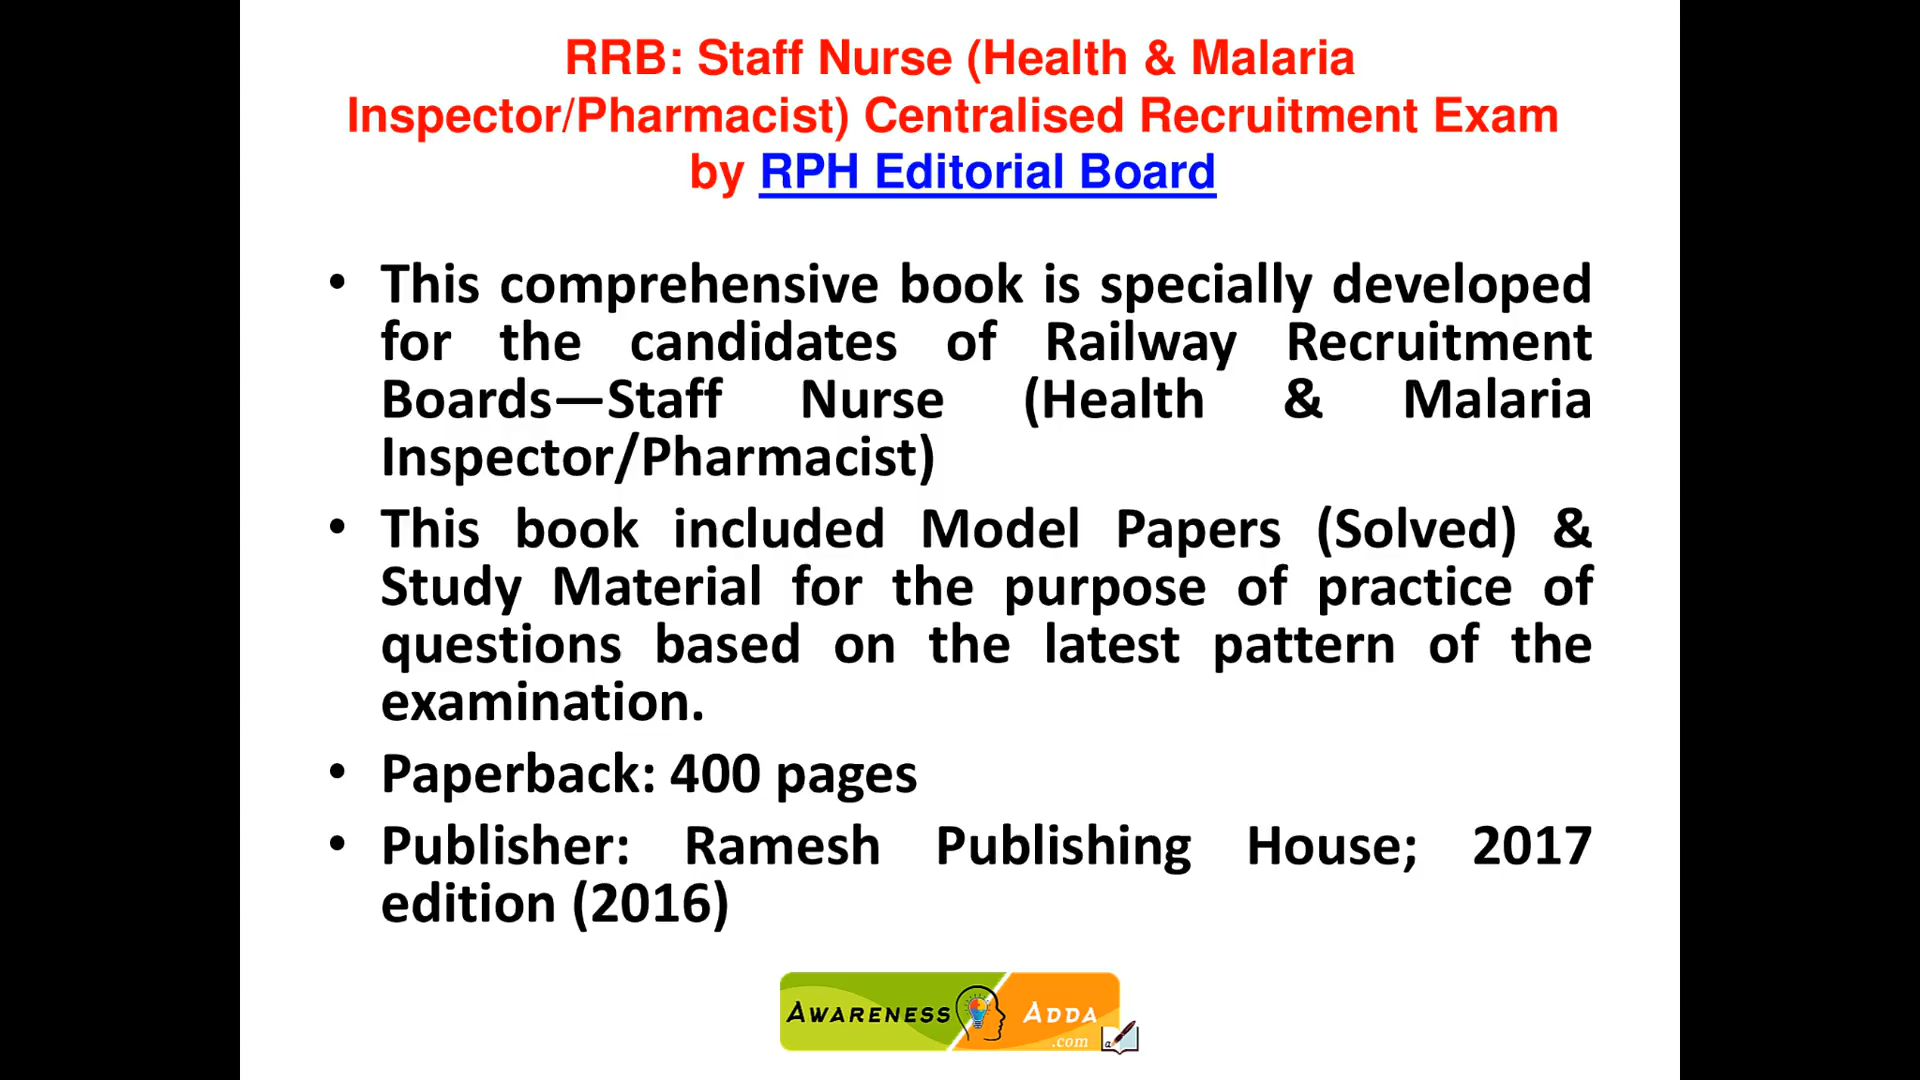 RRB: Staff Nurse (Health & Malaria
Inspector/Pharmacist) Centralised Recruitment Exam
by RPH Editorial Board
• This comprehensive book is specially developed
for the candidates of Railway Recruitment
Boards—Staff Nurse (Health & Malaria
Inspector/Pharmacist)
• This book included Model Papers (Solved) &
Study Material for the purpose of practice of
questions based on the latest pattern of the
examination.
• Paperback: 400 pages
• Publisher: Ramesh Publishing House; 2017
edition (2016)
AWARENESS ADDA
.com